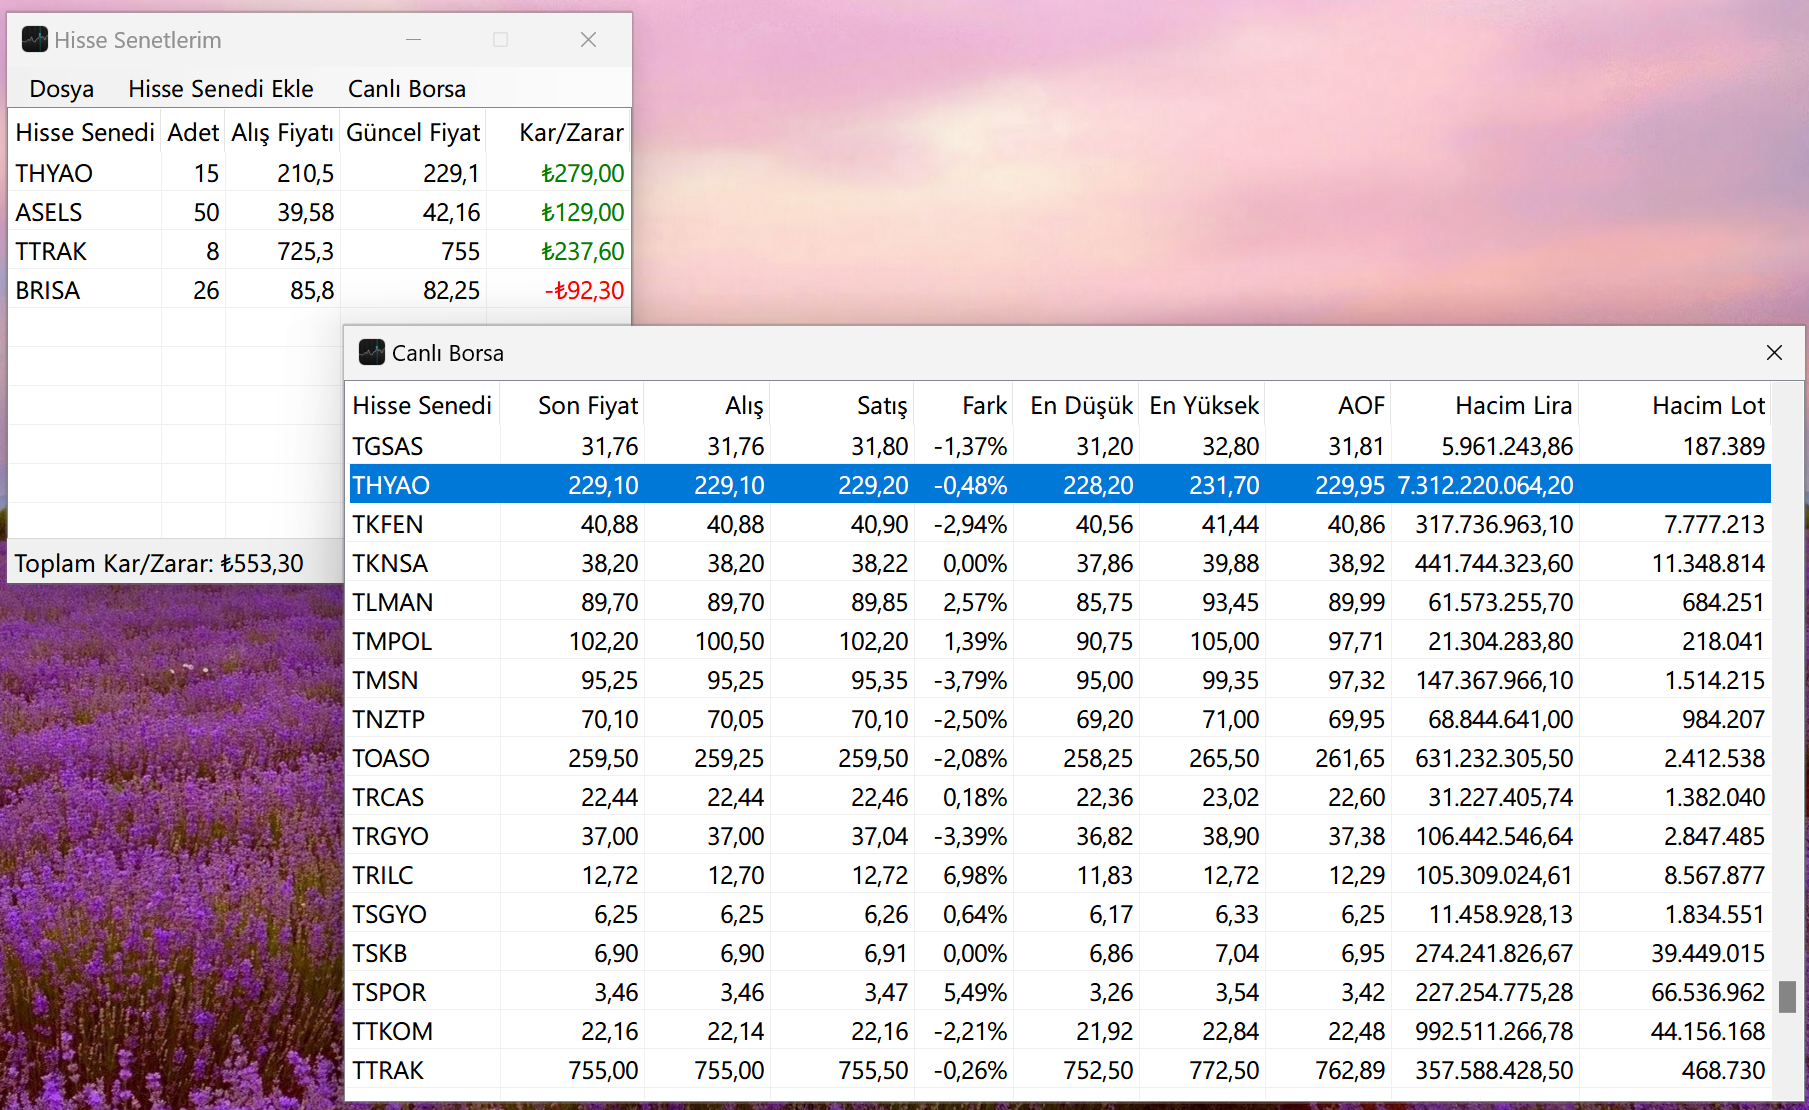 Hisse Senetlerim
Dosya Hisse Senedi Ekle Canlı Borsa
Hisse Senedi Adet Alış Fiyatı Güncel Fiyat Kar/Zarar
THYAO 15 210,5 229,1 ₺279,00
ASELS 50 39,58 42,16 ₺129,00
TTRAK 8 725,3 755 ₺237,60
BRISA 26 85,8 82,25 -₺92,30
Toplam Kar/Zarar: ₺553,30
Canlı Borsa
Hisse Senedi Son Fiyat Alış Satış Fark En Düşük En Yüksek AOF Hacim Lira Hacim Lot
TGSAS 31,76 31,76 31,80 -1,37% 31,20 32,80 31,81 5.961.243,86 187.389
THYAO 229,10 229,10 229,20 -0,48% 228,20 231,70 229,95 7.312.220.064,20
TKFEN 40,88 40,88 40,90 -2,94% 40,56 41,44 40,86 317.736.963,10 7.777.213
TKNSA 38,20 38,20 38,22 0,00% 37,86 39,88 38,92 441.744.323,60 11.348.814
TLMAN 89,70 89,70 89,85 2,57% 85,75 93,45 89,99 61.573.255,70 684.251
TMPOL 102,20 100,50 102,20 1,39% 90,75 105,00 97,71 21.304.283,80 218.041
TMSN 95,25 95,25 95,35 -3,79% 95,00 99,35 97,32 147.367.966,10 1.514.215
TNZTP 70,10 70,05 70,10 -2,50% 69,20 71,00 69,95 68.844.641,00 984.207
TOASO 259,50 259,25 259,50 -2,08% 258,25 265,50 261,65 631.232.305,50 2.412.538
TRCAS 22,44 22,44 22,46 0,18% 22,36 23,02 22,60 31.227.405,74 1.382.040
TRGYO 37,00 37,00 37,04 -3,39% 36,82 38,90 37,38 106.442.546,64 2.847.485
TRILC 12,72 12,70 12,72 6,98% 11,83 12,72 12,29 105.309.024,61 8.567.877
TSGYO 6,25 6,25 6,26 0,64% 6,17 6,33 6,25 11.458.928,13 1.834.551
TSKB 6,90 6,90 6,91 0,00% 6,86 7,04 6,95 274.241.826,67 39.449.015
TSPOR 3,46 3,46 3,47 5,49% 3,26 3,54 3,42 227.254.775,28 66.536.962
TTKOM 22,16 22,14 22,16 -2,21% 21,92 22,84 22,48 992.511.266,78 44.156.168
TTRAK 755,00 755,00 755,50 -0,26% 752,50 772,50 762,89 357.588.428,50 468.730